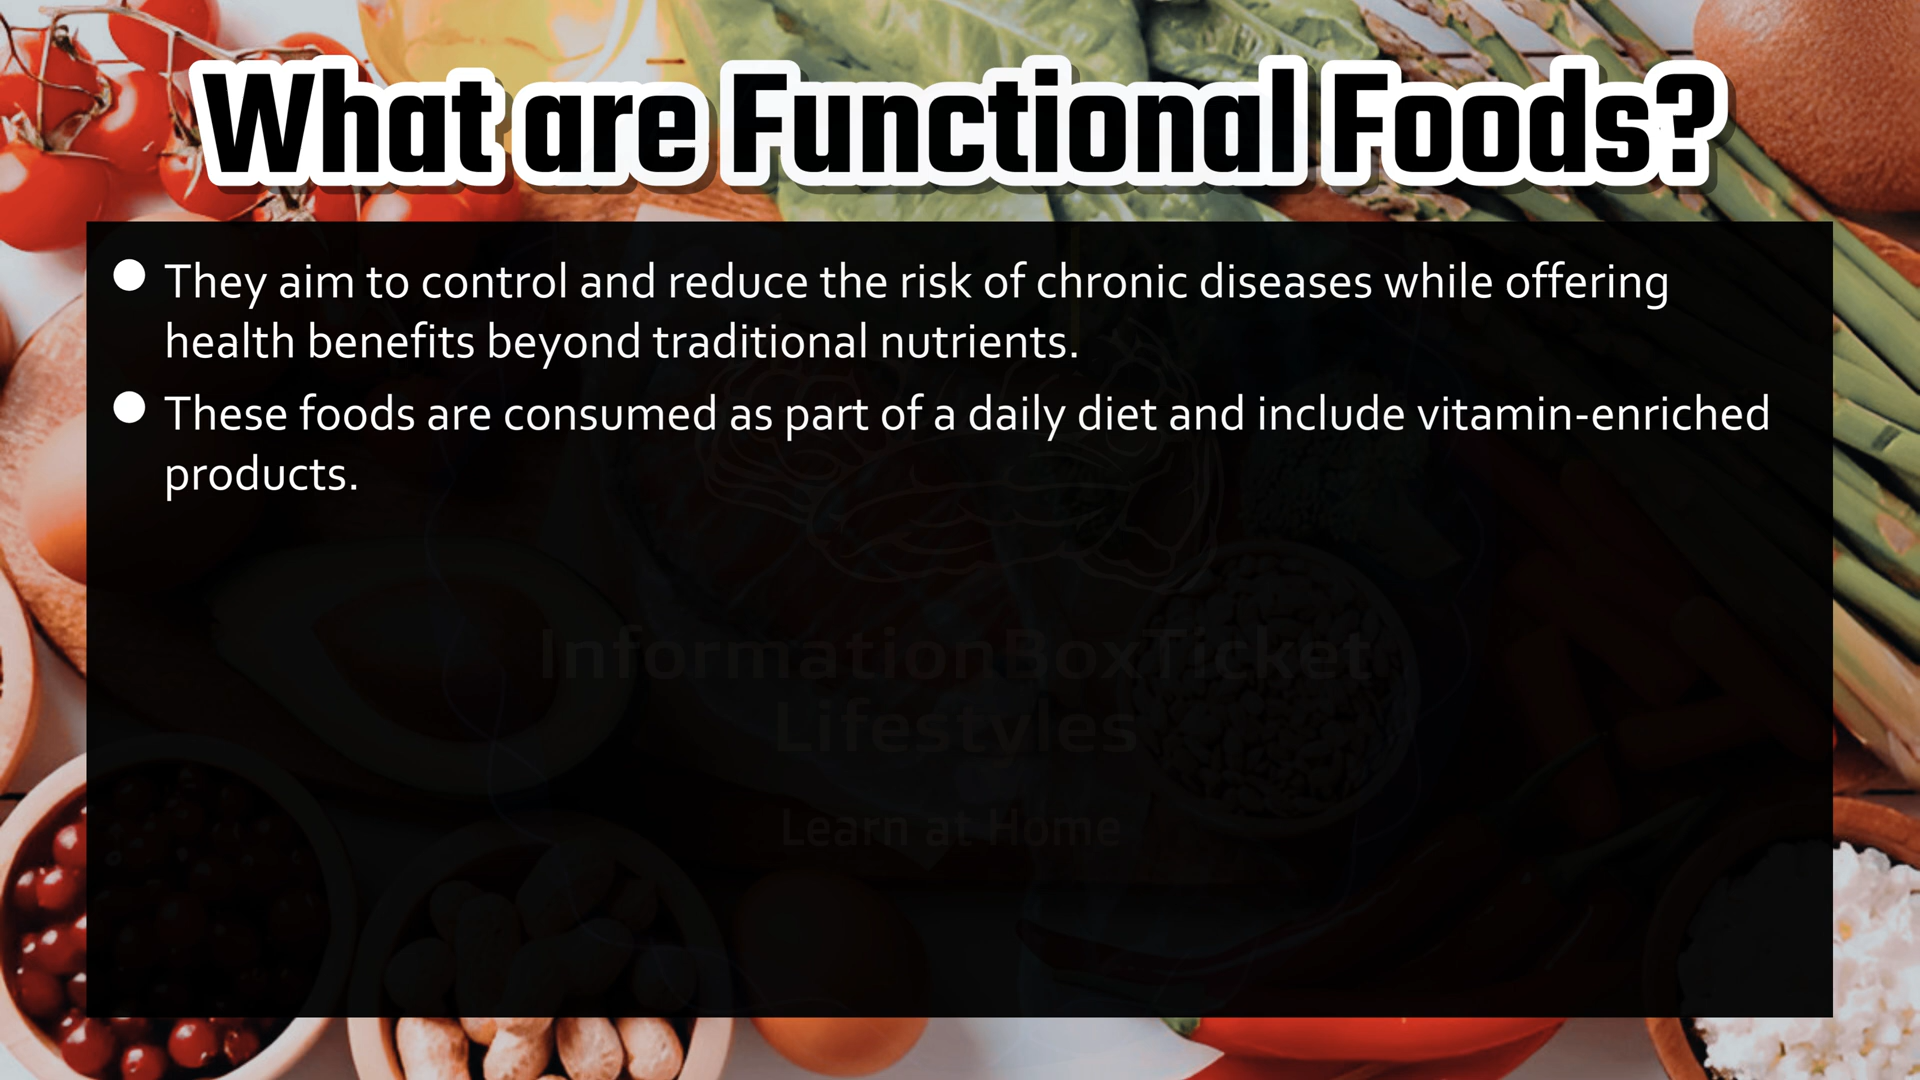 What are Functional Foods?
● They aim to control and reduce the risk of chronic diseases while offering
health benefits beyond traditional nutrients.
● These foods are consumed as part of a daily diet and include vitamin-enriched
products.
InformationBoxTicket
Lifestyles
Learn at Home